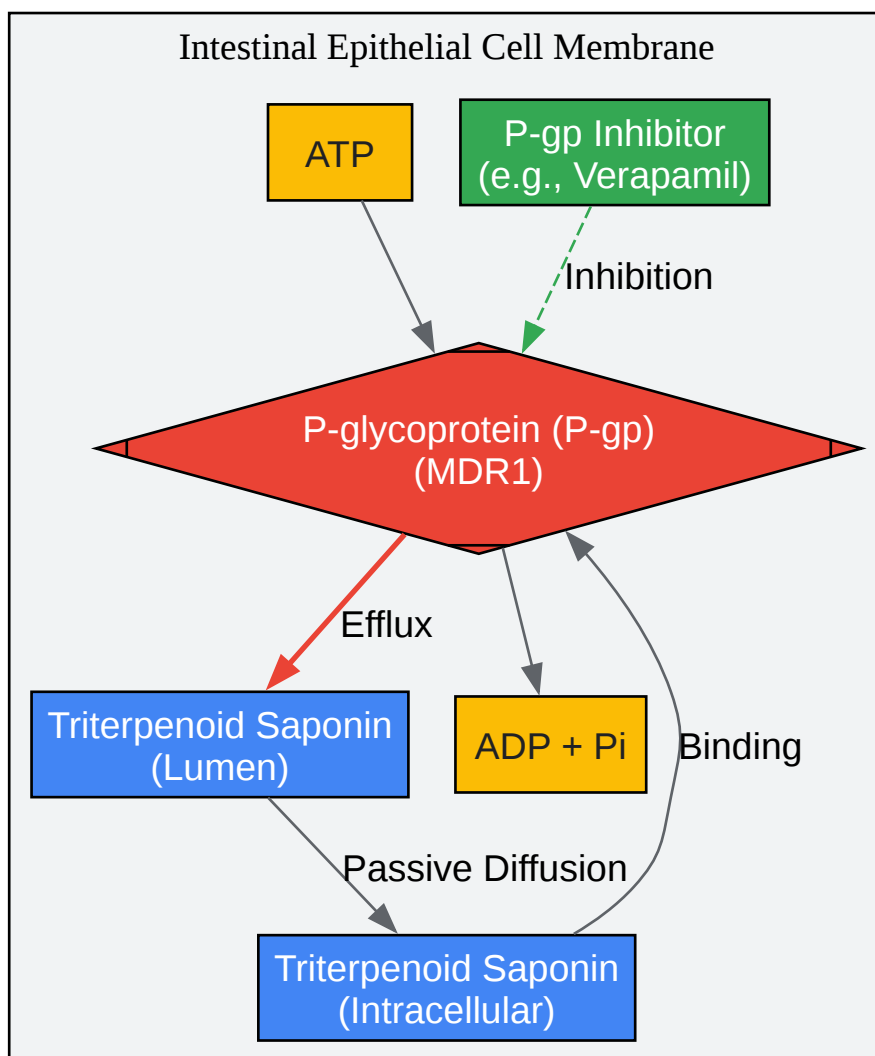 Intestinal Epithelial Cell Membrane
ATP
P-gp Inhibitor
(e.g., Verapamil)
Inhibition
P-glycoprotein (P-gp)
(MDR1)
Efflux
Triterpenoid Saponin
(Lumen)
ADP + Pi
Binding
Passive Diffusion
Triterpenoid Saponin
(Intracellular)